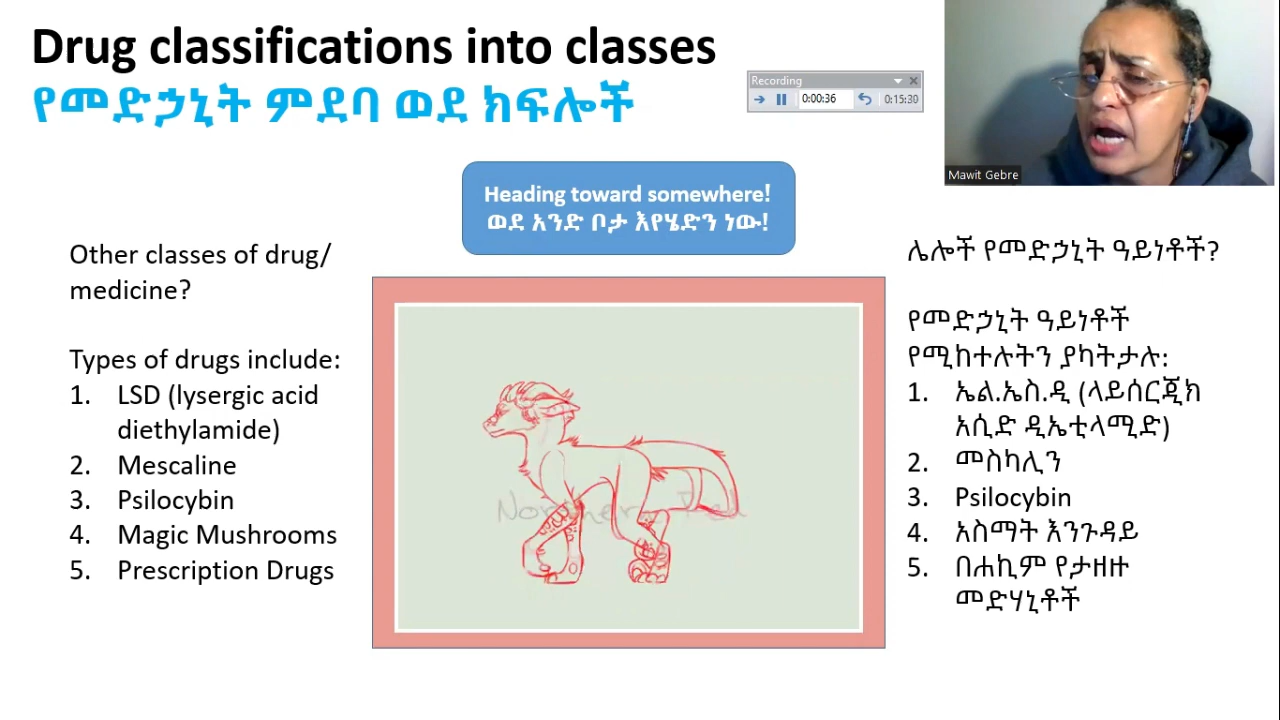 Drug classifications into classes
የመድኃኒት ምደባ ወደ ክፍሎች
Recording
0:00:36
0:15:30
Mawit Gebre
Heading toward somewhere!
ወደ አንድ ቦታ እየሄድን ነው!
Other classes of drug/
medicine?
Types of drugs include:
1. LSD (lysergic acid
diethylamide)
2. Mescaline
3. Psilocybin
4. Magic Mushrooms
5. Prescription Drugs
ሌሎች የመድኃኒት ዓይነቶች?
የመድኃኒት ዓይነቶች
የሚከተሉትን ያካትታሉ:
1. ኤል.ኤስ.ዲ (ላይሰርጂክ
አሲድ ዲኤቲላሚድ)
2. መስካሊን
3. Psilocybin
4. አስማት እንጉዳይ
5. በሐኪም የታዘዙ
መድሃኒቶች